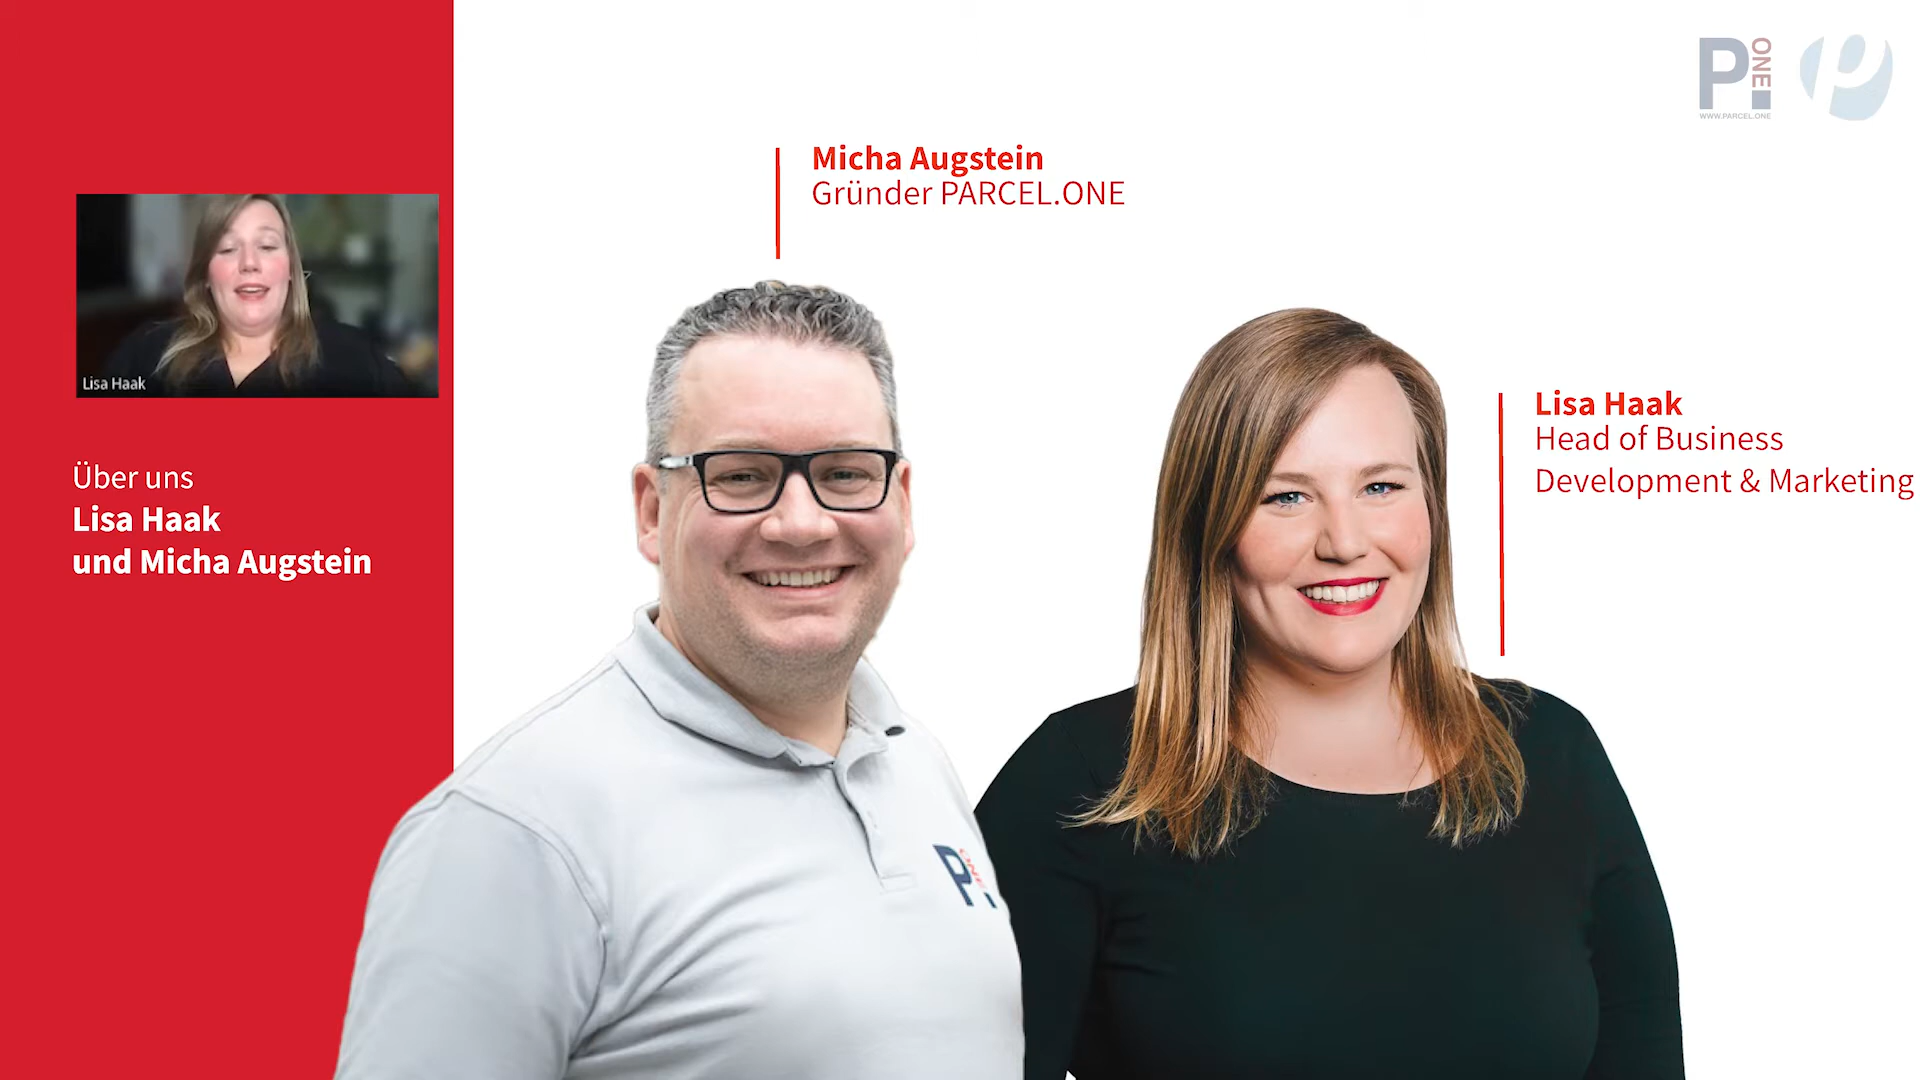 P ONE
WWW.PARCEL.ONE
Micha Augstein
Gründer PARCEL.ONE
Lisa Haak
Lisa Haak
Head of Business
Development & Marketing
Über uns
Lisa Haak
und Micha Augstein
P ONE